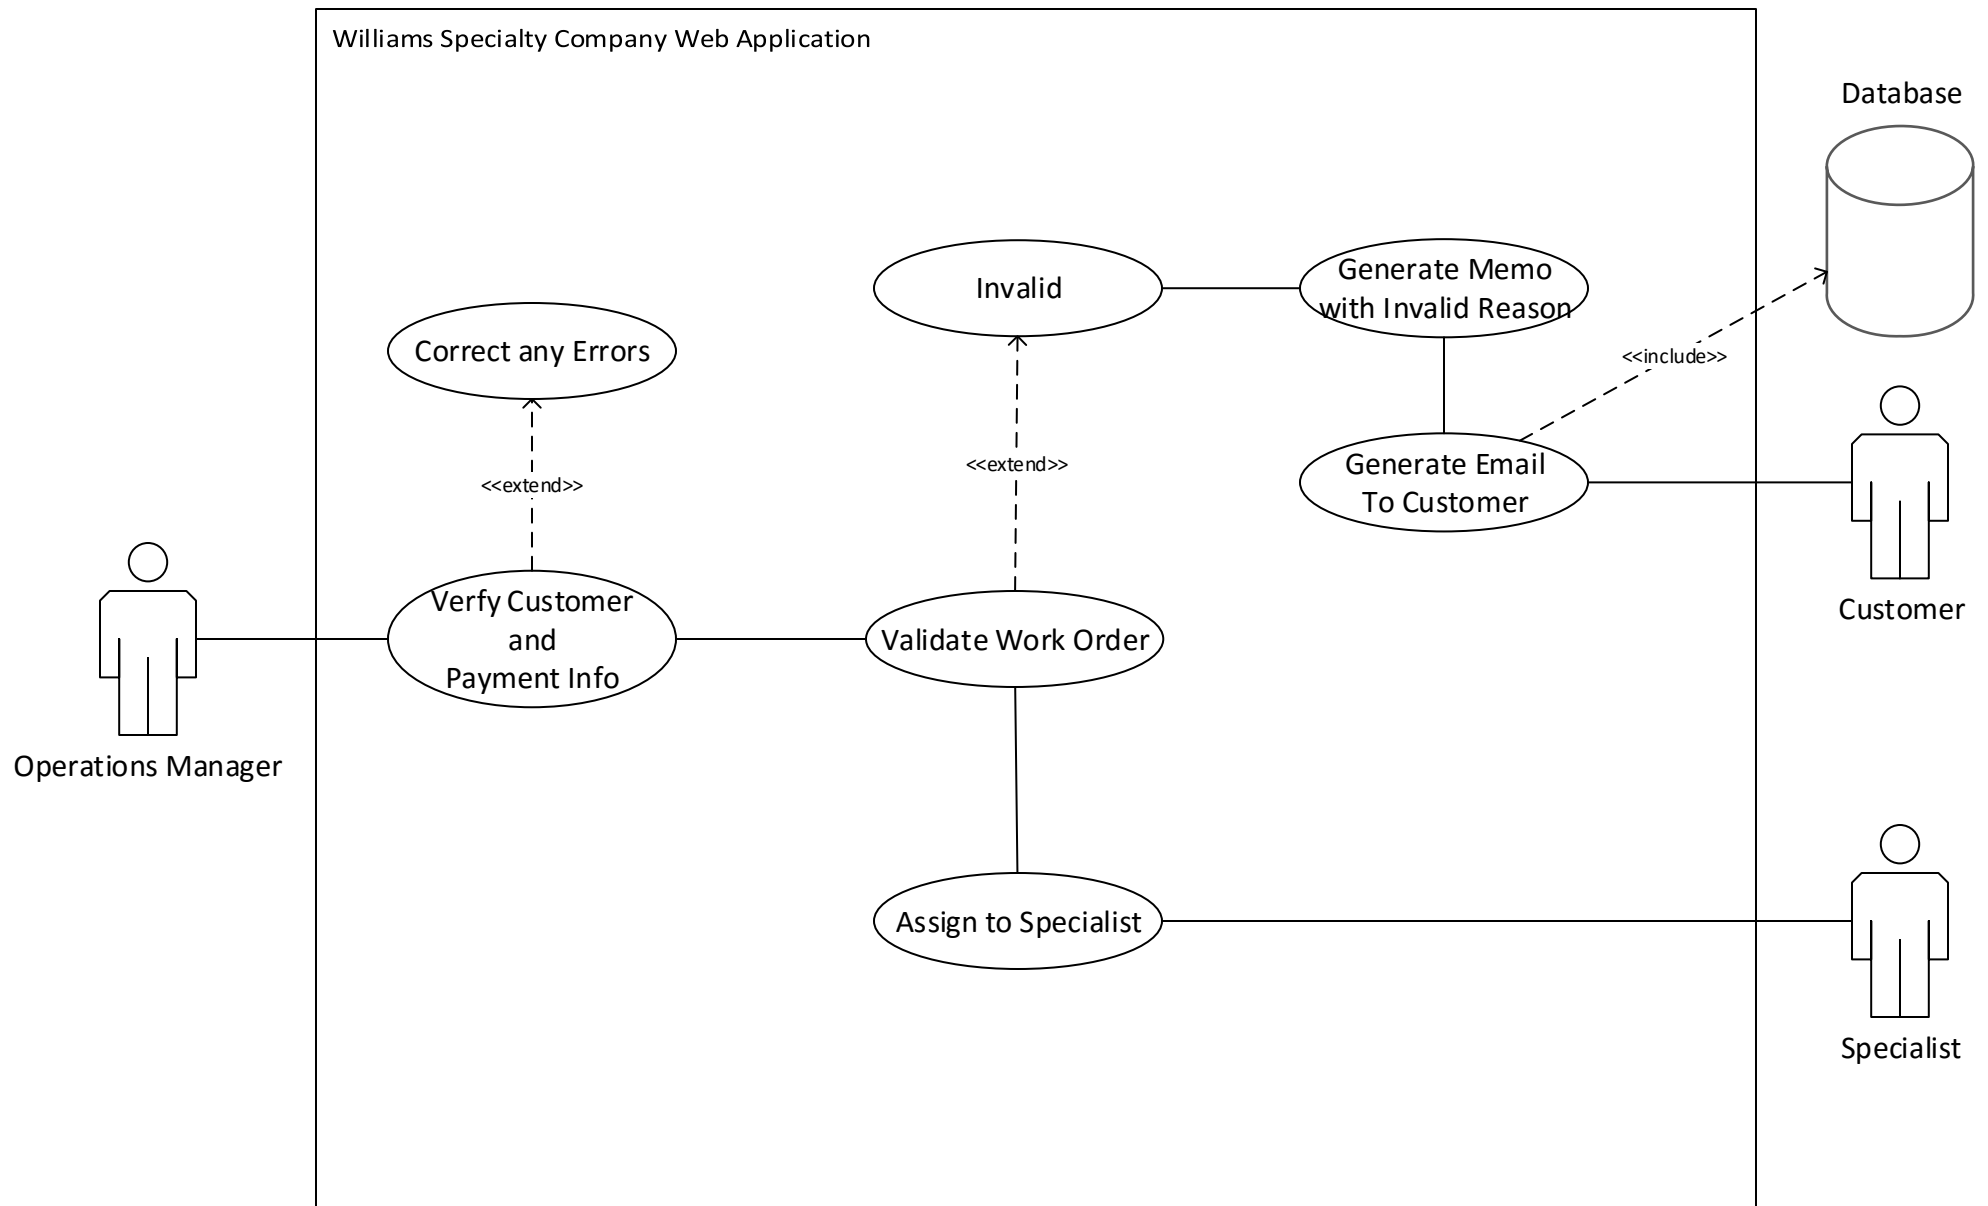 Williams Specialty Company Web Application
Database
Invalid
Generate Memo
with Invalid Reason
Correct any Errors
<<include>>
<<extend>>
<<extend>>
Generate Email
To Customer
Verfy Customer
and
Payment Info
Validate Work Order
Customer
Operations Manager
Assign to Specialist
Specialist